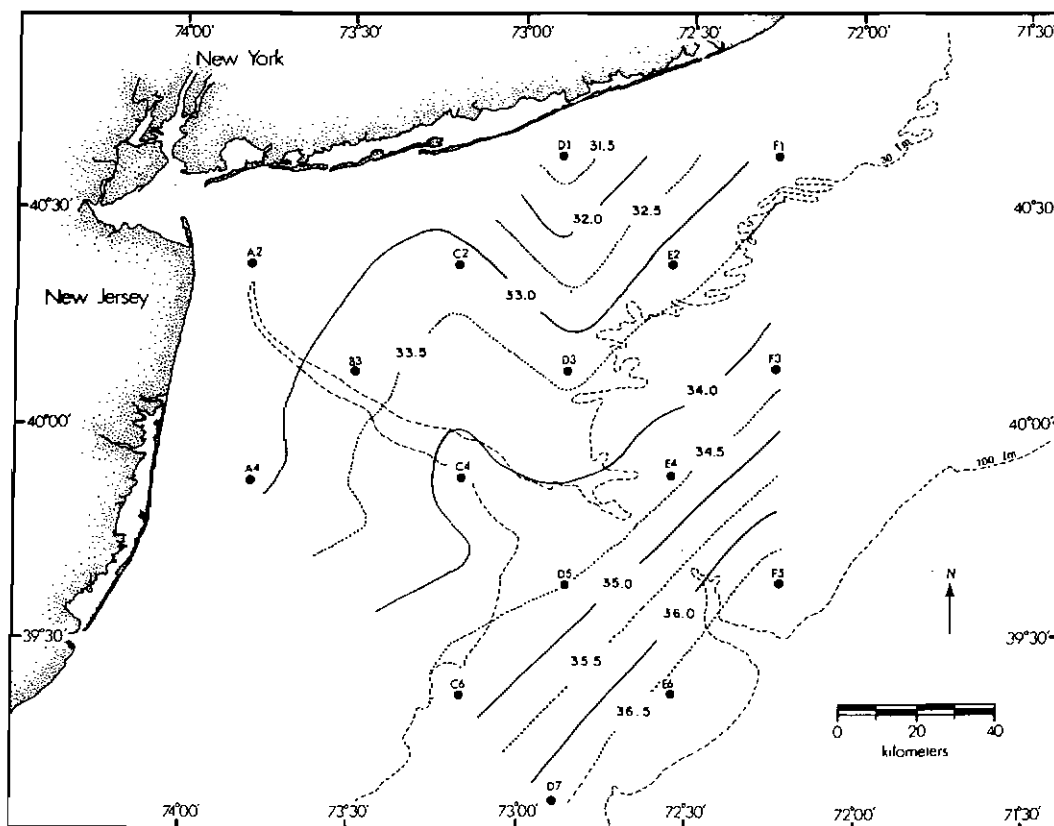 74°00' 73°30' 73°00' 72°30' 72°00' 71°30'
New York
D1 31.5 F1
30 fm
40°30' 32.0 32.5 40°30'
A2 C2 E2
New Jersey 33.0
33.5
B3 D3 F3
34.0
40°00' 40°00'
34.5
100 fm
A4 C4 E4
N
D5 35.0 F5
36.0
39°30' 39°30'
35.5
C6 E6
36.5
0 20 40
kilometers
D7
74°00' 73°30' 73°00' 72°30' 72°00' 71°30'